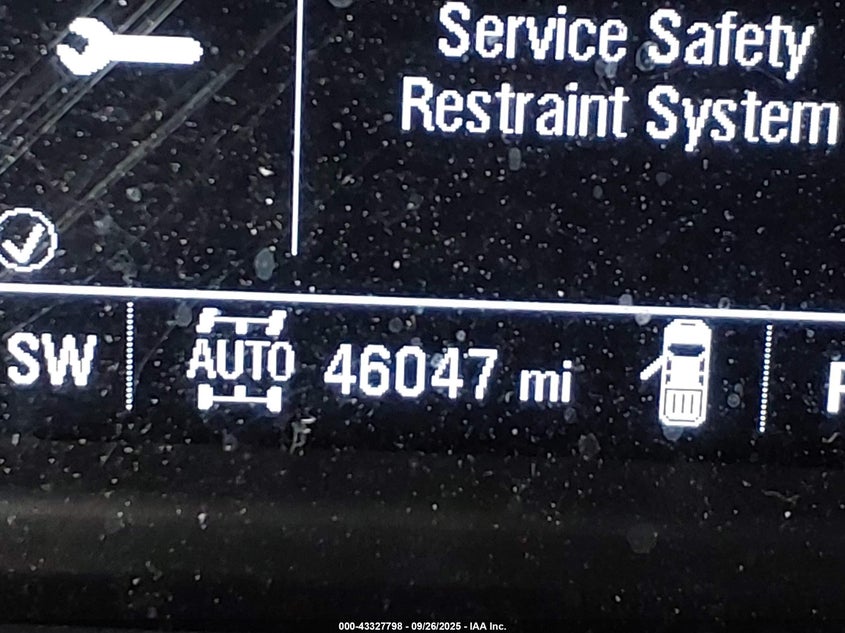 Service Safety
Restraint System
SW AUTO 46047 mi
000-43327798 - 09/26/2025 - IAA Inc.